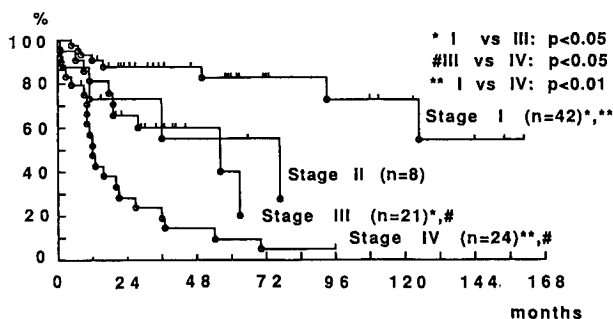 %
* I vs III: p<0.05
#III vs IV: p<0.05
** I vs IV: p<0.01
100
80
60
40
20
0
Stage I (n=42)*,**
Stage II (n=8)
Stage III (n=21)*,#
Stage IV (n=24)**,#
0 24 48 72 96 120 144. 168
months